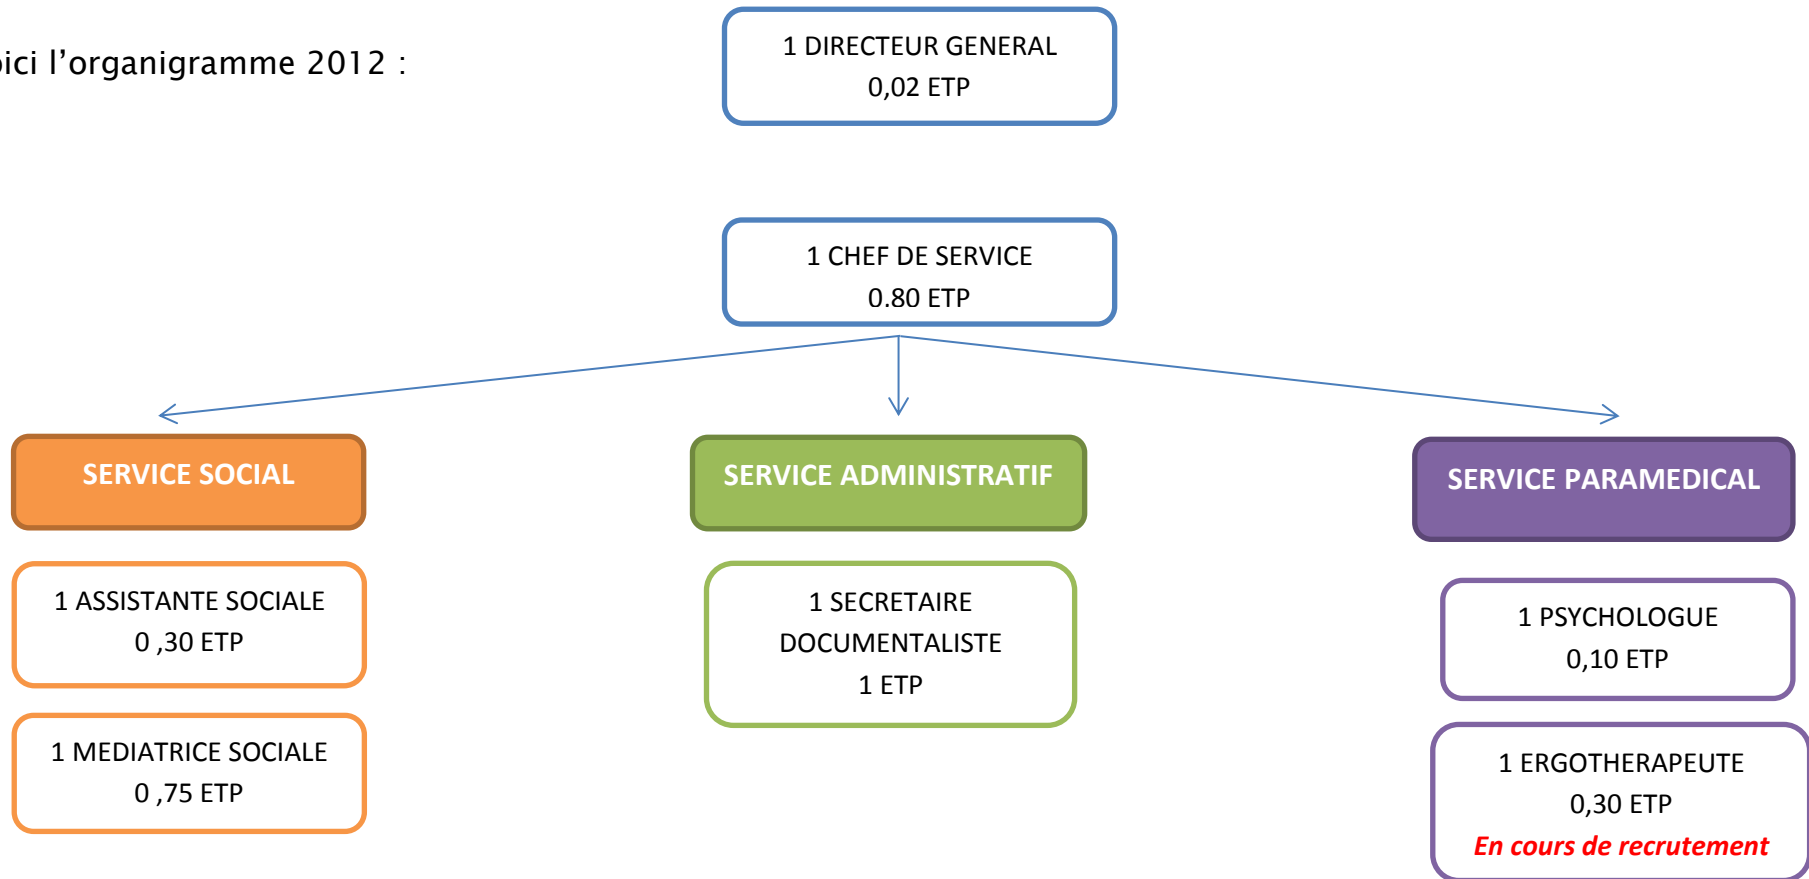 ici l’organigramme 2012 :
1 DIRECTEUR GENERAL
0,02 ETP
1 CHEF DE SERVICE
0.80 ETP
SERVICE SOCIAL
1 ASSISTANTE SOCIALE
0 ,30 ETP
1 MEDIATRICE SOCIALE
0 ,75 ETP
SERVICE ADMINISTRATIF
1 SECRETAIRE
DOCUMENTALISTE
1 ETP
SERVICE PARAMEDICAL
1 PSYCHOLOGUE
0,10 ETP
1 ERGOTHERAPEUTE
0,30 ETP
En cours de recrutement